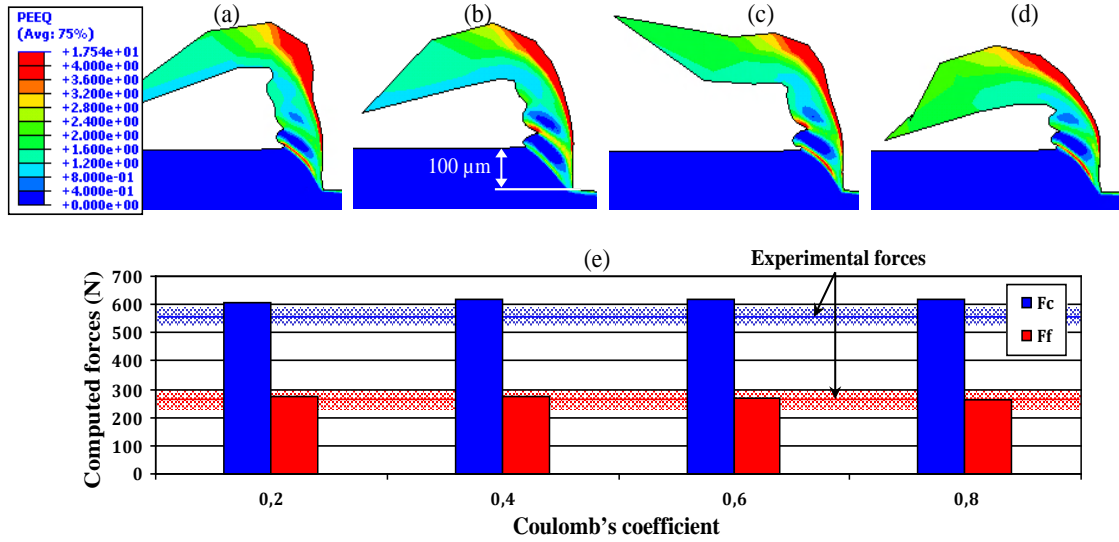 PEEQ
(Avg: 75%)
+1.754e+01
+4.000e+00
+3.600e+00
+3.200e+00
+2.800e+00
+2.400e+00
+2.000e+00
+1.600e+00
+1.200e+00
+8.000e-01
+4.000e-01
+0.000e+00
(a)
(b)
(c)
(d)
100 µm
(e)
Experimental forces
Computed forces (N)
700
600
500
400
300
200
100
0
Fc
Ff
0,2 0,4 0,6 0,8
Coulomb's coefficient